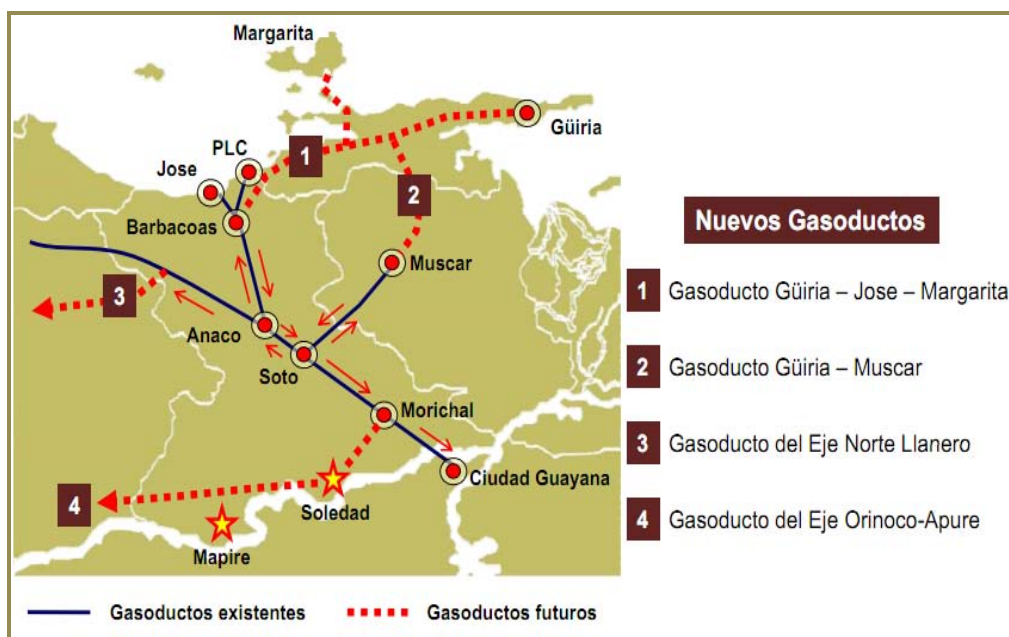 Margarita
Güiria
PLC
1
Jose
2
Barbacoas
Muscar
3
Anaco
Soto
Morichal
Ciudad Guayana
4
Soledad
Mapire
Gasoductos existentes
Gasoductos futuros
Nuevos Gasoductos
1 Gasoducto Güiria – Jose – Margarita
2 Gasoducto Güiria – Muscar
3 Gasoducto del Eje Norte Llanero
4 Gasoducto del Eje Orinoco-Apure